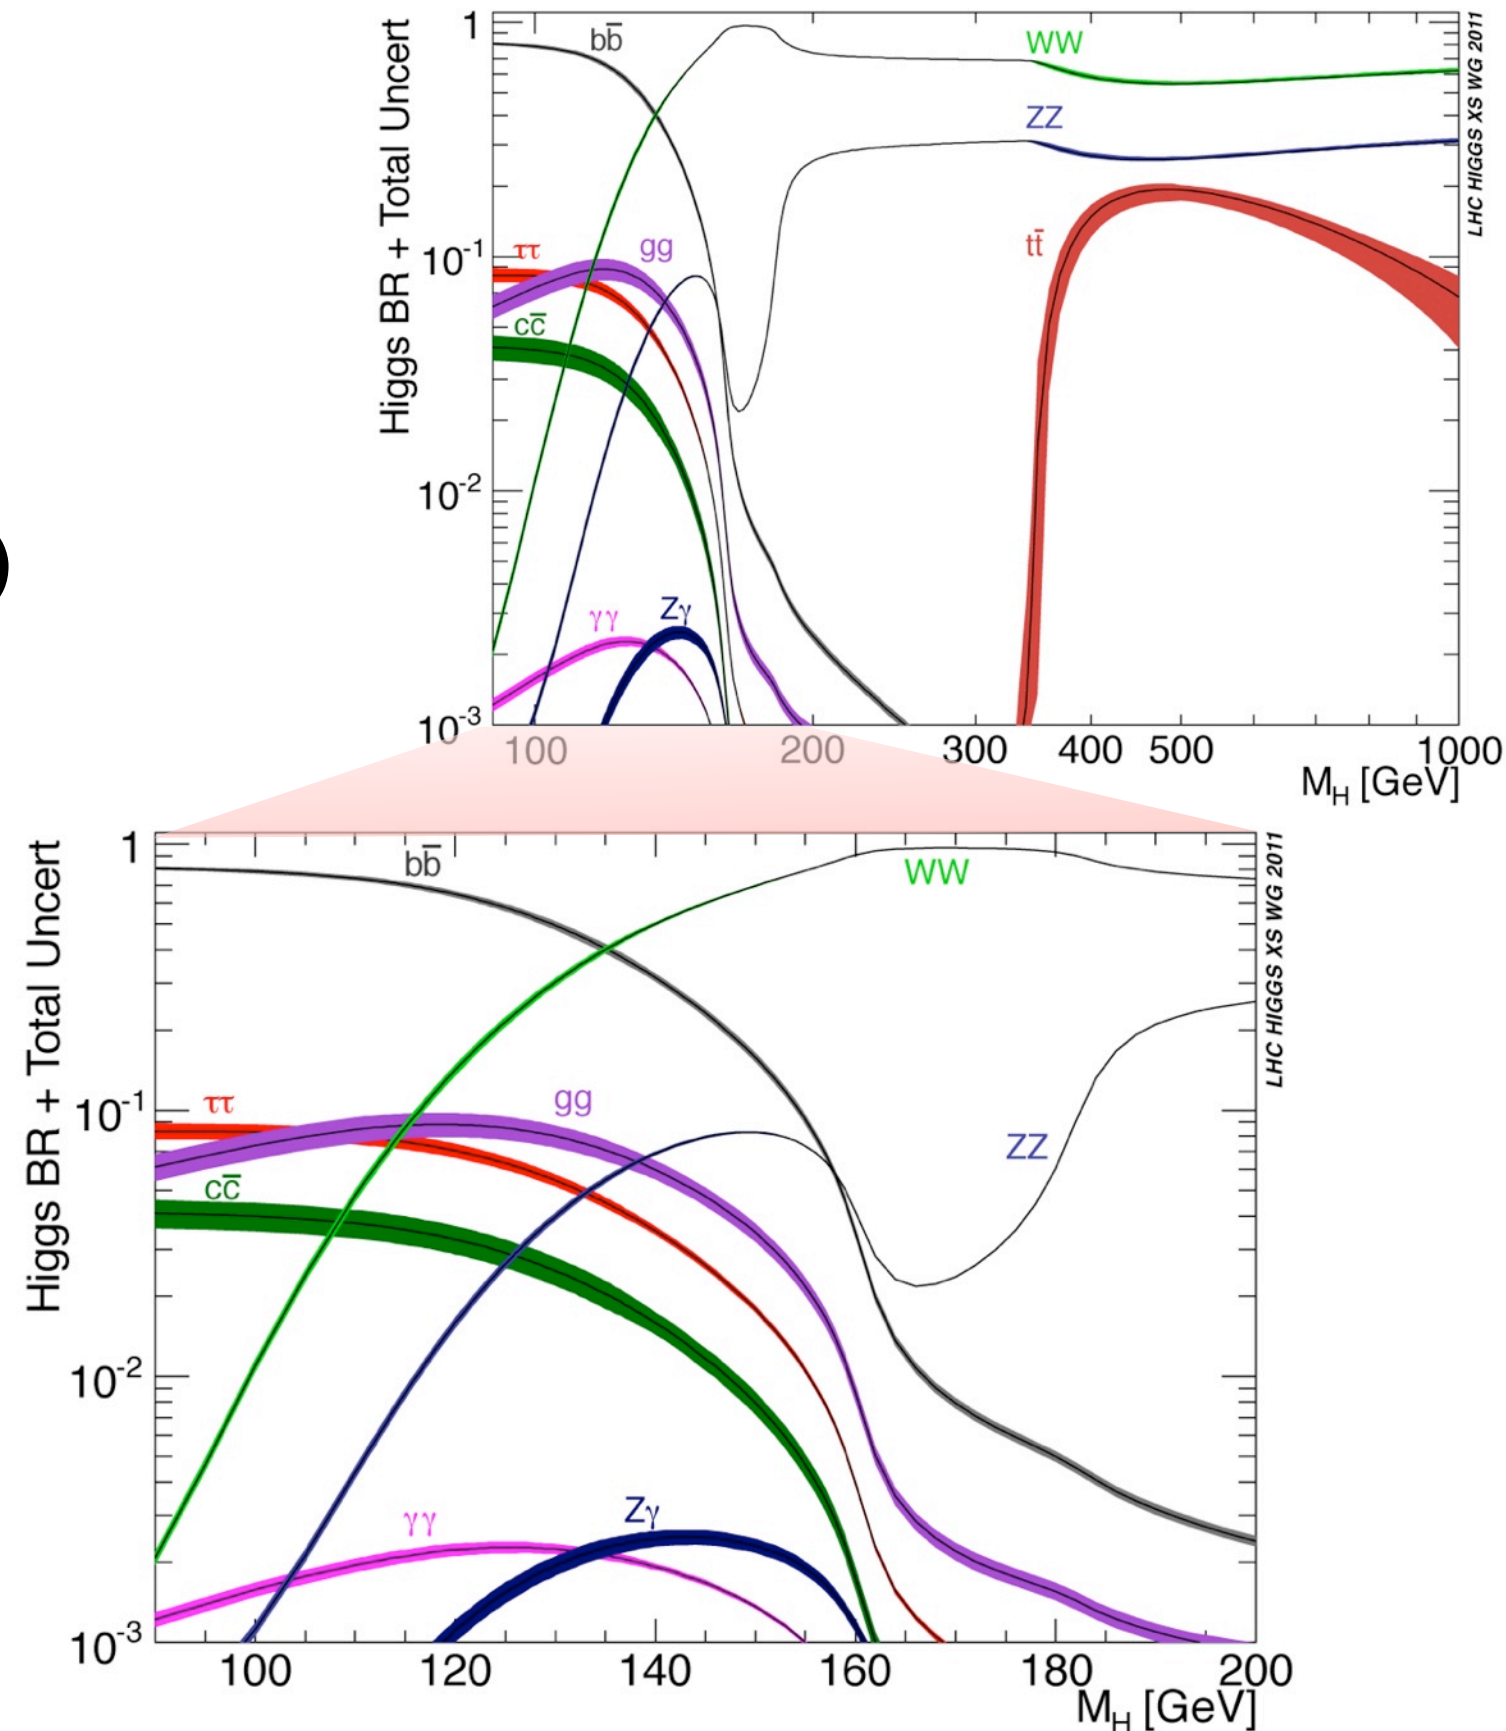 Higgs BR + Total Uncert
LHC HIGGS XS WG 2011
1
10⁻¹
10⁻²
10⁻³
bb̄
WW
ZZ
ττ
gg
cc̄
tt̄
γγ
Zγ
100 200 300 400 500 1000
M_H [GeV]
Higgs BR + Total Uncert
LHC HIGGS XS WG 2011
1
10⁻¹
10⁻²
10⁻³
bb̄
WW
ττ
gg
ZZ
cc̄
γγ
Zγ
100 120 140 160 180 200
M_H [GeV]